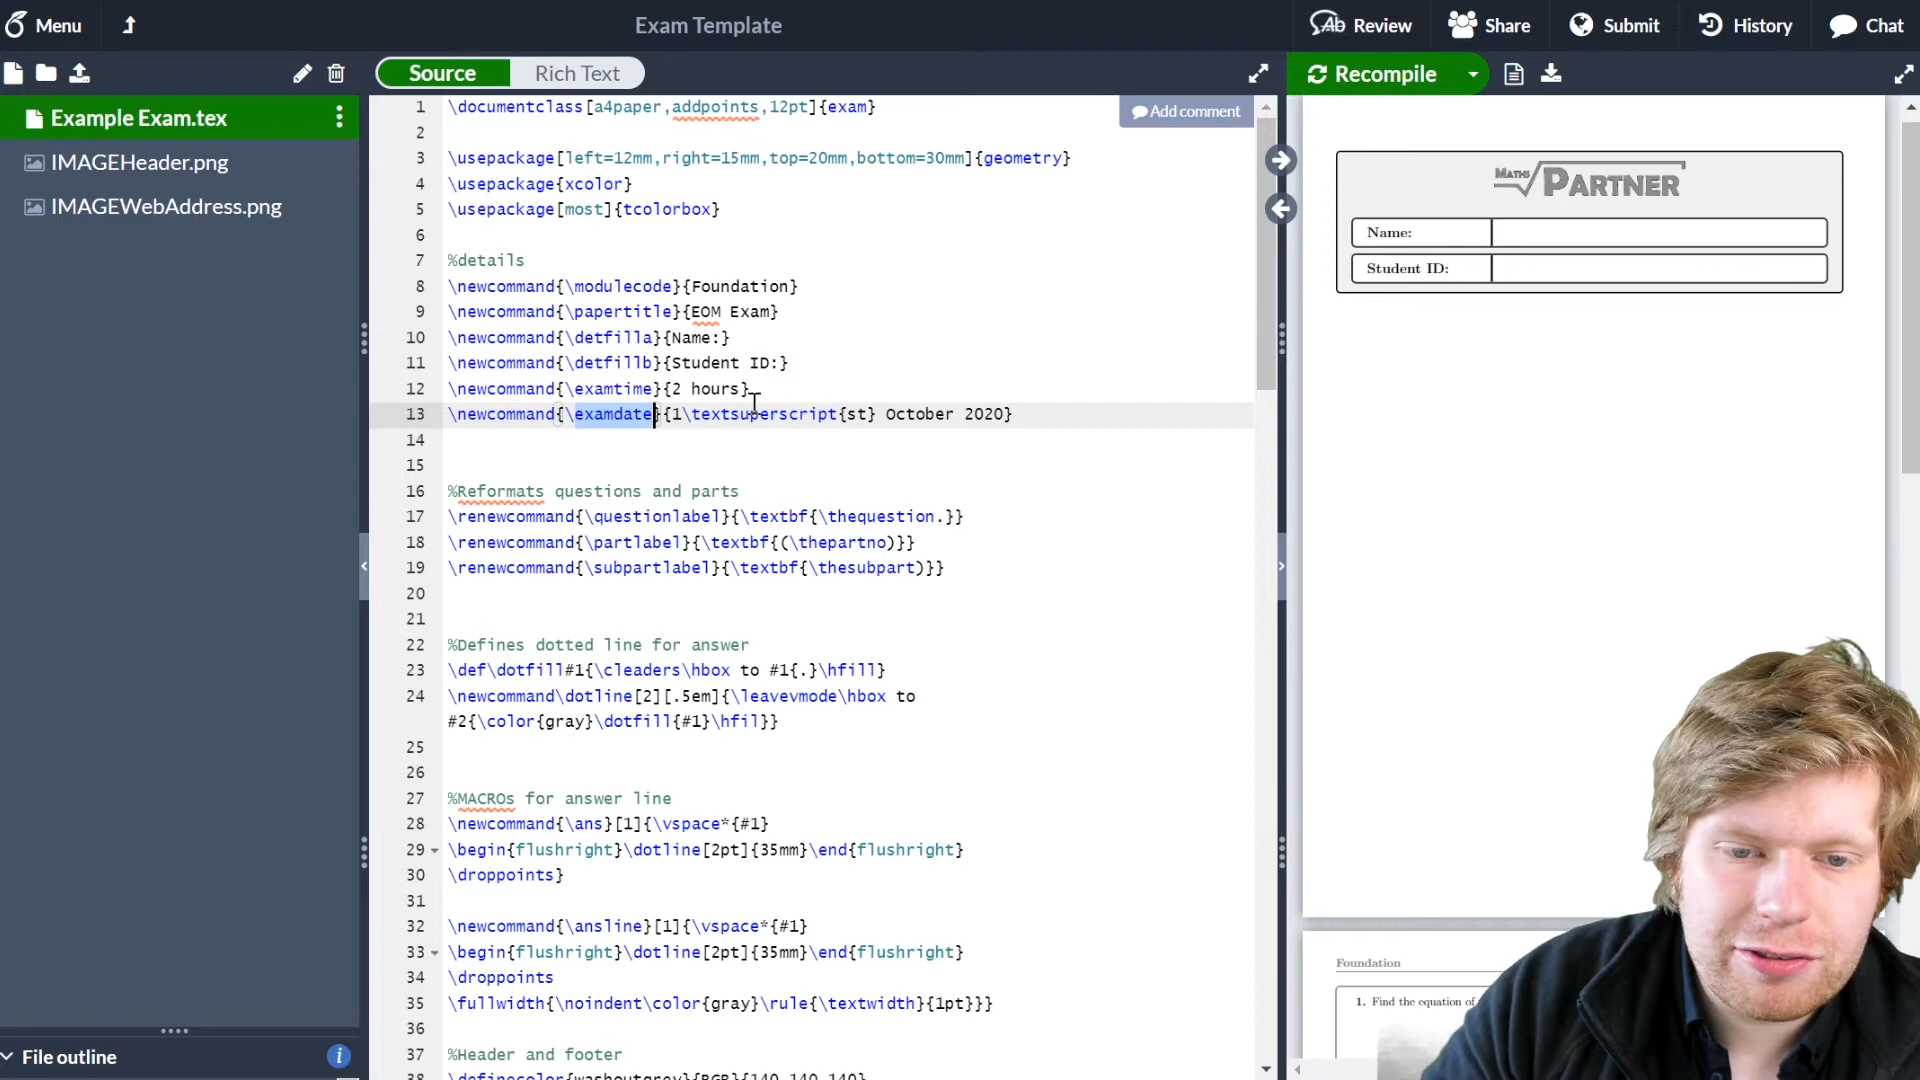 Menu
Exam Template
Review
Share
Submit
History
Chat
Source
Rich Text
Recompile
Example Exam.tex
IMAGEHeader.png
IMAGEWebAddress.png
Add comment
1 \documentclass[a4paper,addpoints,12pt]{exam}
2
3 \usepackage[left=12mm,right=15mm,top=20mm,bottom=30mm]{geometry}
4 \usepackage{xcolor}
5 \usepackage[most]{tcolorbox}
6
7 %details
8 \newcommand{\modulecode}{Foundation}
9 \newcommand{\papertitle}{EOM Exam}
10 \newcommand{\detfilla}{Name:}
11 \newcommand{\detfillb}{Student ID:}
12 \newcommand{\examtime}{2 hours}
13 \newcommand{\examdate}{1\textsuperscript{st} October 2020}
14
15
16 %Reformats questions and parts
17 \renewcommand{\questionlabel}{\textbf{\thequestion.}}
18 \renewcommand{\partlabel}{\textbf{(\thepartno)}}
19 \renewcommand{\subpartlabel}{\textbf{\thesubpart)}}
20
21
22 %Defines dotted line for answer
23 \def\dotfill#1{\cleaders\hbox to #1{.}\hfill}
24 \newcommand\dotline[2][.5em]{\leavevmode\hbox to
#2{\color{gray}\dotfill{#1}\hfil}}
25
26
27 %MACROs for answer line
28 \newcommand{\ans}[1]{\vspace*{#1}
29 \begin{flushright}\dotline[2pt]{35mm}\end{flushright}
30 \droppoints}
31
32 \newcommand{\ansline}[1]{\vspace*{#1}
33 \begin{flushright}\dotline[2pt]{35mm}\end{flushright}
34 \droppoints
35 \fullwidth{\noindent\color{gray}\rule{\textwidth}{1pt}}}
36
37 %Header and footer
38 \definecolor{washoutgrey}{RGB}{140,140,140}
File outline
MATHS PARTNER
Name:
Student ID:
Foundation
1. Find the equation of